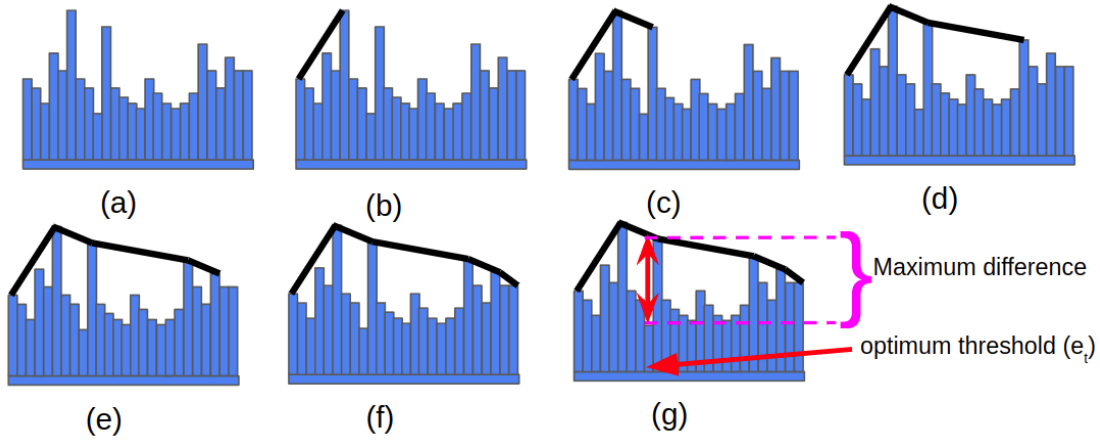 (a)
(b)
(c)
(d)
(e)
(f)
(g)
Maximum difference
optimum threshold (eₜ)